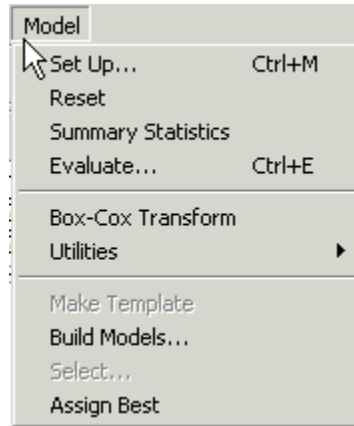 Model
Set Up... Ctrl+M
Reset
Summary Statistics
Evaluate... Ctrl+E
Box-Cox Transform
Utilities
Make Template
Build Models...
Select...
Assign Best